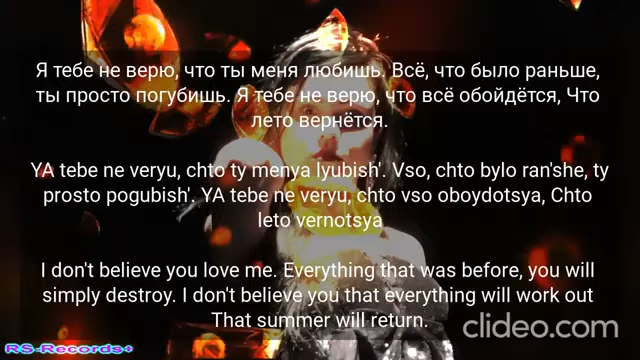 Я тебе не верю, что ты меня любишь. Всё, что было раньше,
ты просто погубишь. Я тебе не верю, что всё обойдётся, Что
лето вернётся.
YA tebe ne veryu, chto ty menya lyubish'. Vso, chto bylo ran'she, ty
prosto pogubish'. YA tebe ne veryu, chto vso oboydotsya, Chto
leto vernotsya
I don't believe you love me. Everything that was before, you will
simply destroy. I don't believe you that everything will work out
That summer will return.
clideo.com
RS-Records+